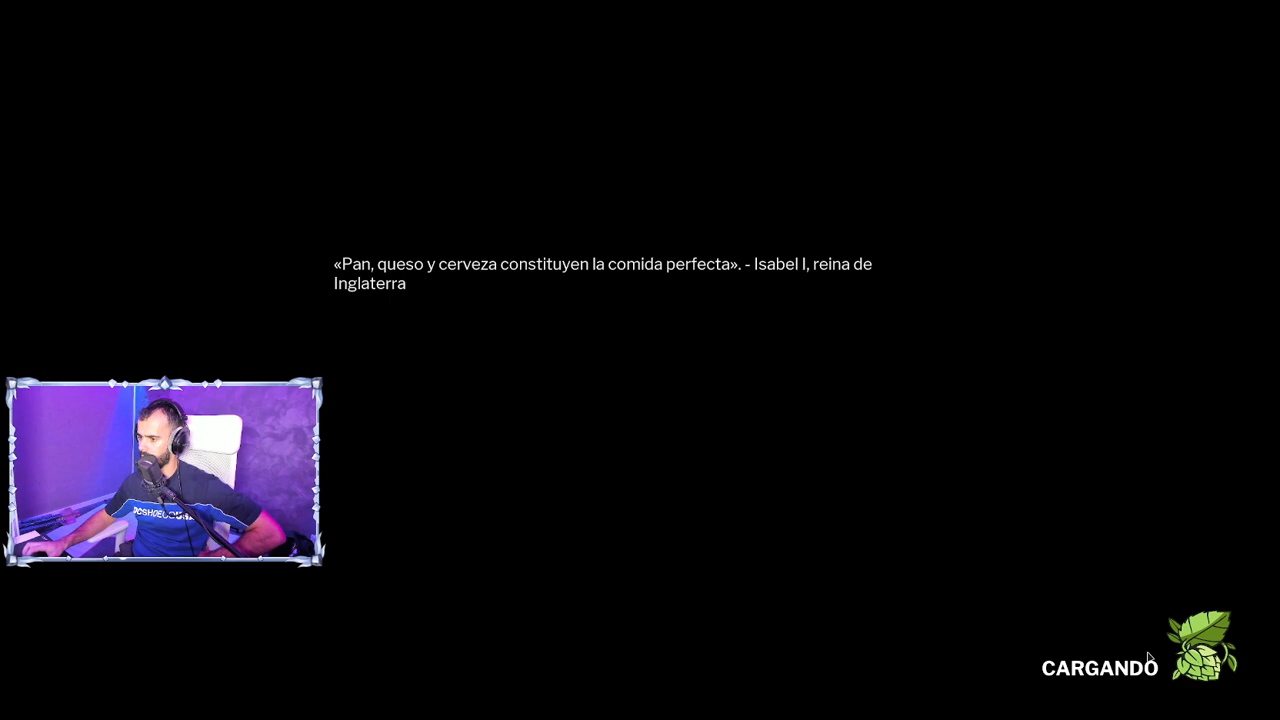 «Pan, queso y cerveza constituyen la comida perfecta». - Isabel I, reina de
Inglaterra
CARGANDO